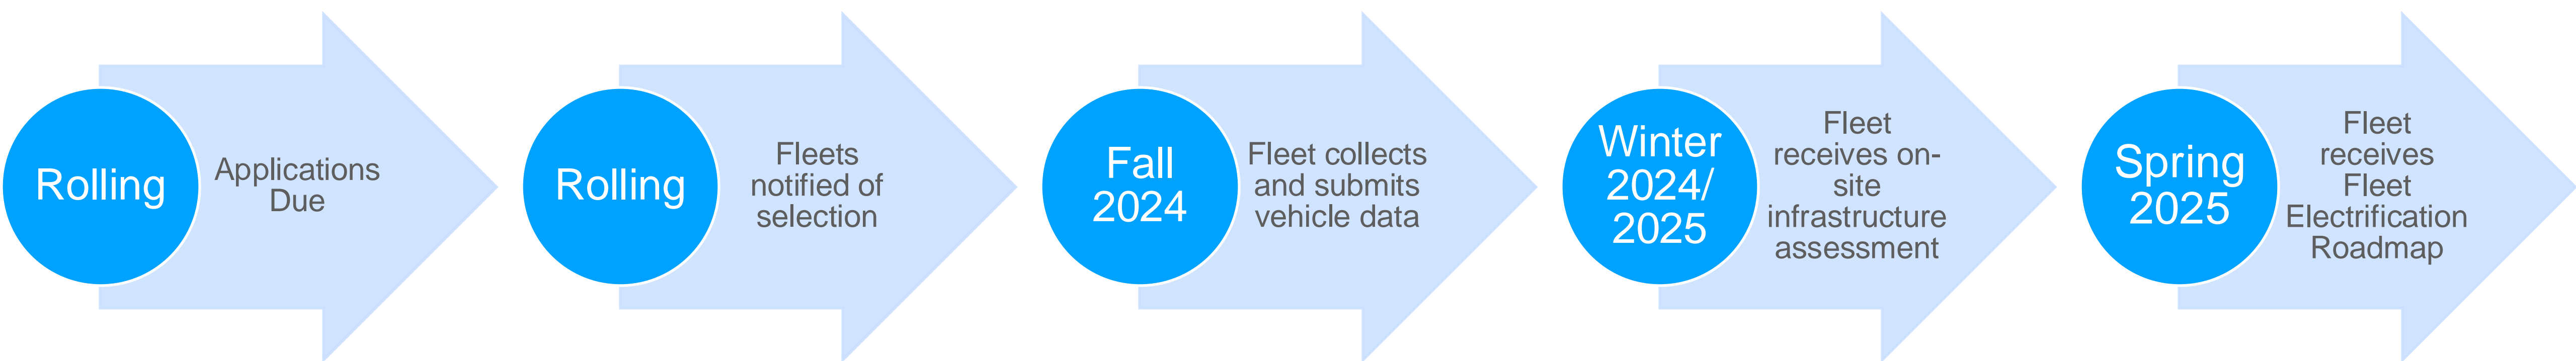 Rolling
Applications
Due
Rolling
Fleets
notified of
selection
Fall
2024
Fleet collects
and submits
vehicle data
Winter
2024/
2025
Fleet
receives on-
site
infrastructure
assessment
Spring
2025
Fleet
receives
Fleet
Electrification
Roadmap